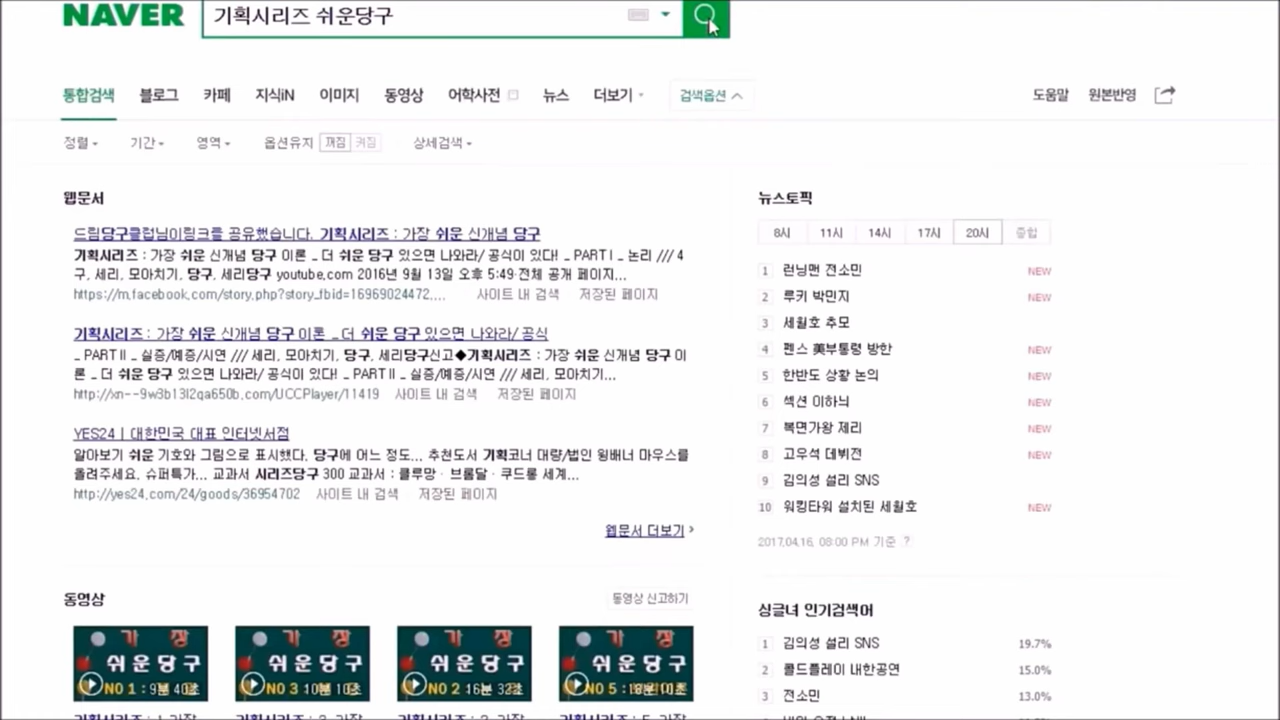 NAVER
기획시리즈 쉬운당구
통합검색 블로그 카페 지식iN 이미지 동영상 어학사전 뉴스 더보기 검색옵션 도움말 원본반영
정렬 기간 영역 옵션유지 꺼짐 켜짐 상세검색
웹문서
드림당구클럽님이링크를 공유했습니다. 기획시리즈 : 가장 쉬운 신개념 당구
기획시리즈 : 가장 쉬운 신개념 당구 이론 _ 더 쉬운 당구 있으면 나와라/ 공식이 있다! _ PART I _ 논리 /// 4
구, 세리, 모아치기, 당구, 세리당구 youtube.com 2016년 9월 13일 오후 5:49·전체 공개 페이지...
https://m.facebook.com/story.php?story_fbid=16969024472.... 사이트 내 검색 저장된 페이지
기획시리즈 : 가장 쉬운 신개념 당구 이론 _ 더 쉬운 당구 있으면 나와라/ 공식
_ PART II _ 실증/예증/시연 /// 세리, 모아치기, 당구, 세리당구신고◆기획시리즈 : 가장 쉬운 신개념 당구 이
론 _ 더 쉬운 당구 있으면 나와라/ 공식이 있다! _ PART II _ 실증/예증/시연 /// 세리, 모아치기...
http://xn--9w3b13l2qa650b.com/UCCPlayer/11419 사이트 내 검색 저장된 페이지
YES24 | 대한민국 대표 인터넷서점
알아보기 쉬운 기호와 그림으로 표시했다. 당구에 어느 정도... 추천도서 기획코너 대량/법인 윙배너 마우스를
올려주세요. 슈퍼특가... 교과서 시리즈당구 300 교과서 : 클루망 · 브롬달 · 쿠드롱 세계...
http://yes24.com/24/goods/36954702 사이트 내 검색 저장된 페이지
웹문서 더보기
동영상 동영상 신고하기
가 장 쉬운당구 NO 1 : 9분 40초
가 장 쉬운당구 NO 3 10분 10초
가 장 쉬운당구 NO 2 16분
가 장 쉬운당구 NO 5 :
뉴스토픽
8시 11시 14시 17시 20시 종합
1 런닝맨 전소민 NEW
2 루키 박민지 NEW
3 세월호 추모
4 펜스 美부통령 방한 NEW
5 한반도 상황 논의 NEW
6 섹션 이하늬 NEW
7 복면가왕 제리 NEW
8 고우석 데뷔전 NEW
9 김의성 설리 SNS
10 워킹타워 설치된 세월호 NEW
2017.04.16. 08:00 PM 기준 ?
싱글녀 인기검색어
1 김의성 설리 SNS 19.7%
2 콜드플레이 내한공연 15.0%
3 전소민 13.0%